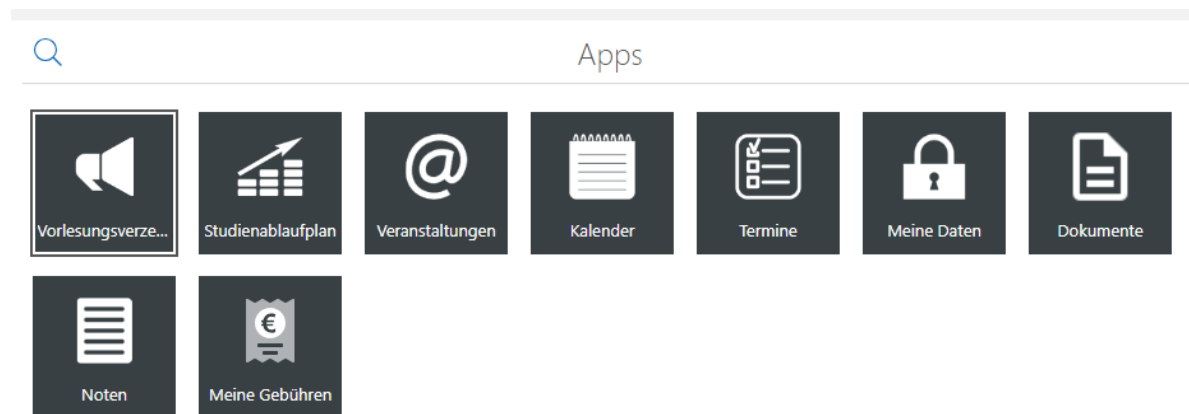 Apps
Vorlesungsverze...
Studienablaufplan
Veranstaltungen
Kalender
Termine
Meine Daten
Dokumente
Noten
Meine Gebühren